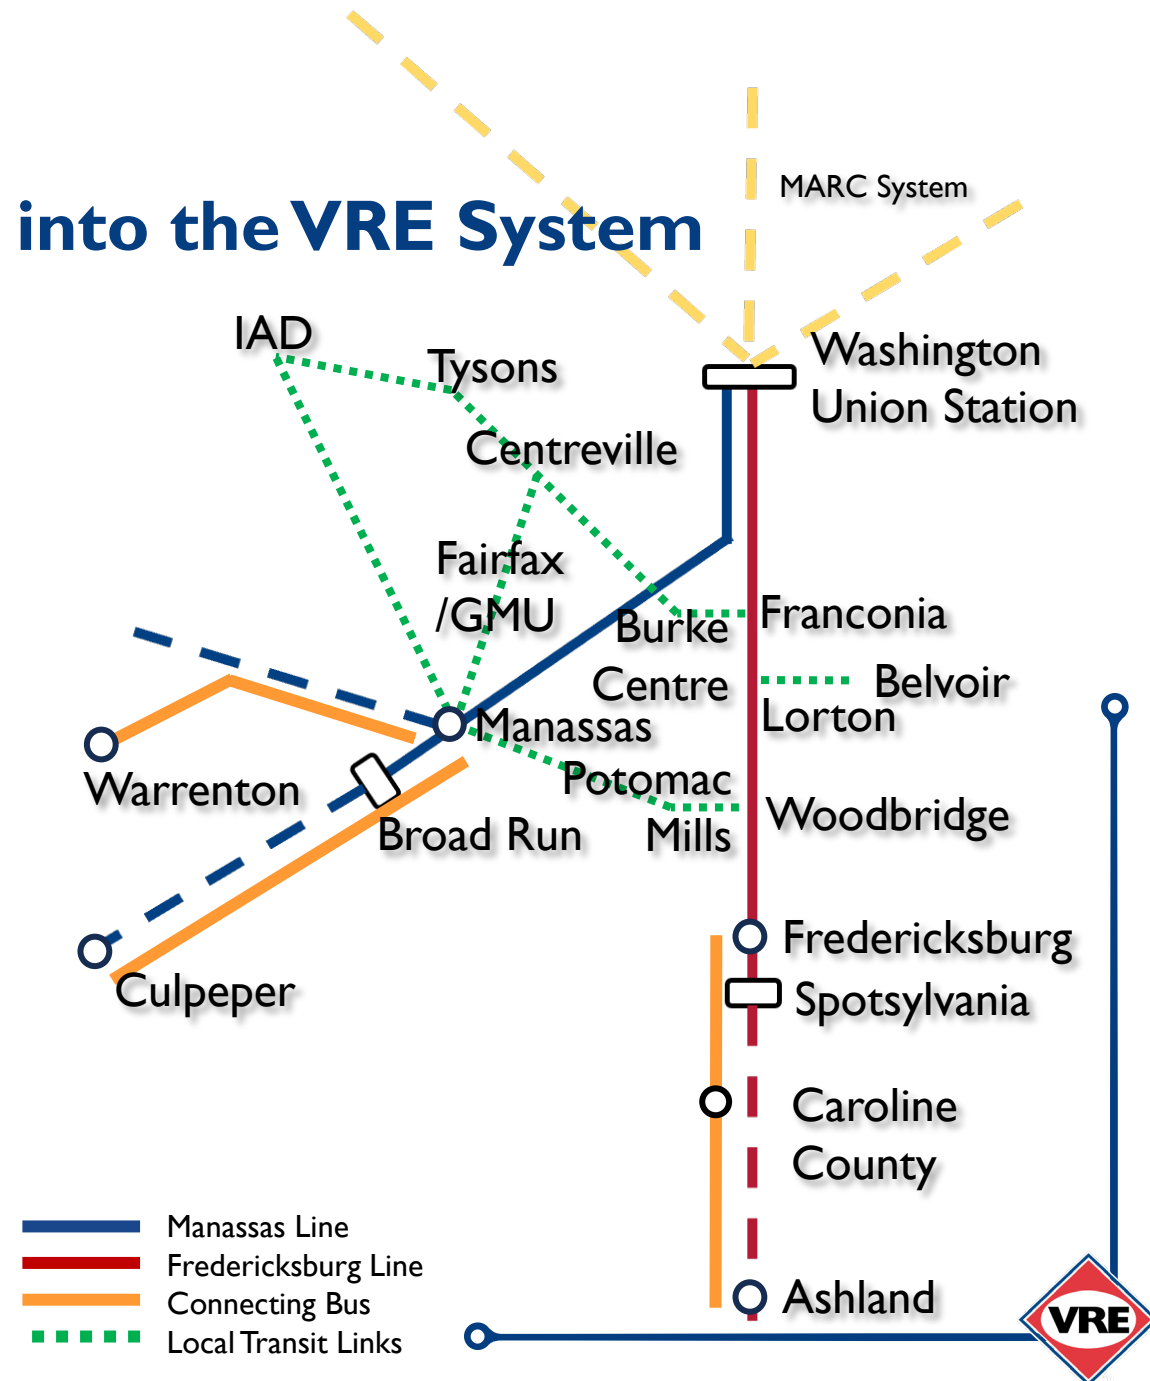 MARC System
into the VRE System
IAD
Tysons
Washington
Union Station
Centreville
Fairfax
/GMU
Burke
Centre
Franconia
Belvoir
Lorton
Manassas
Potomac
Mills
Warrenton
Broad Run
Woodbridge
Fredericksburg
Culpeper
Spotsylvania
Caroline
County
Ashland
Manassas Line
Fredericksburg Line
Connecting Bus
Local Transit Links
VRE